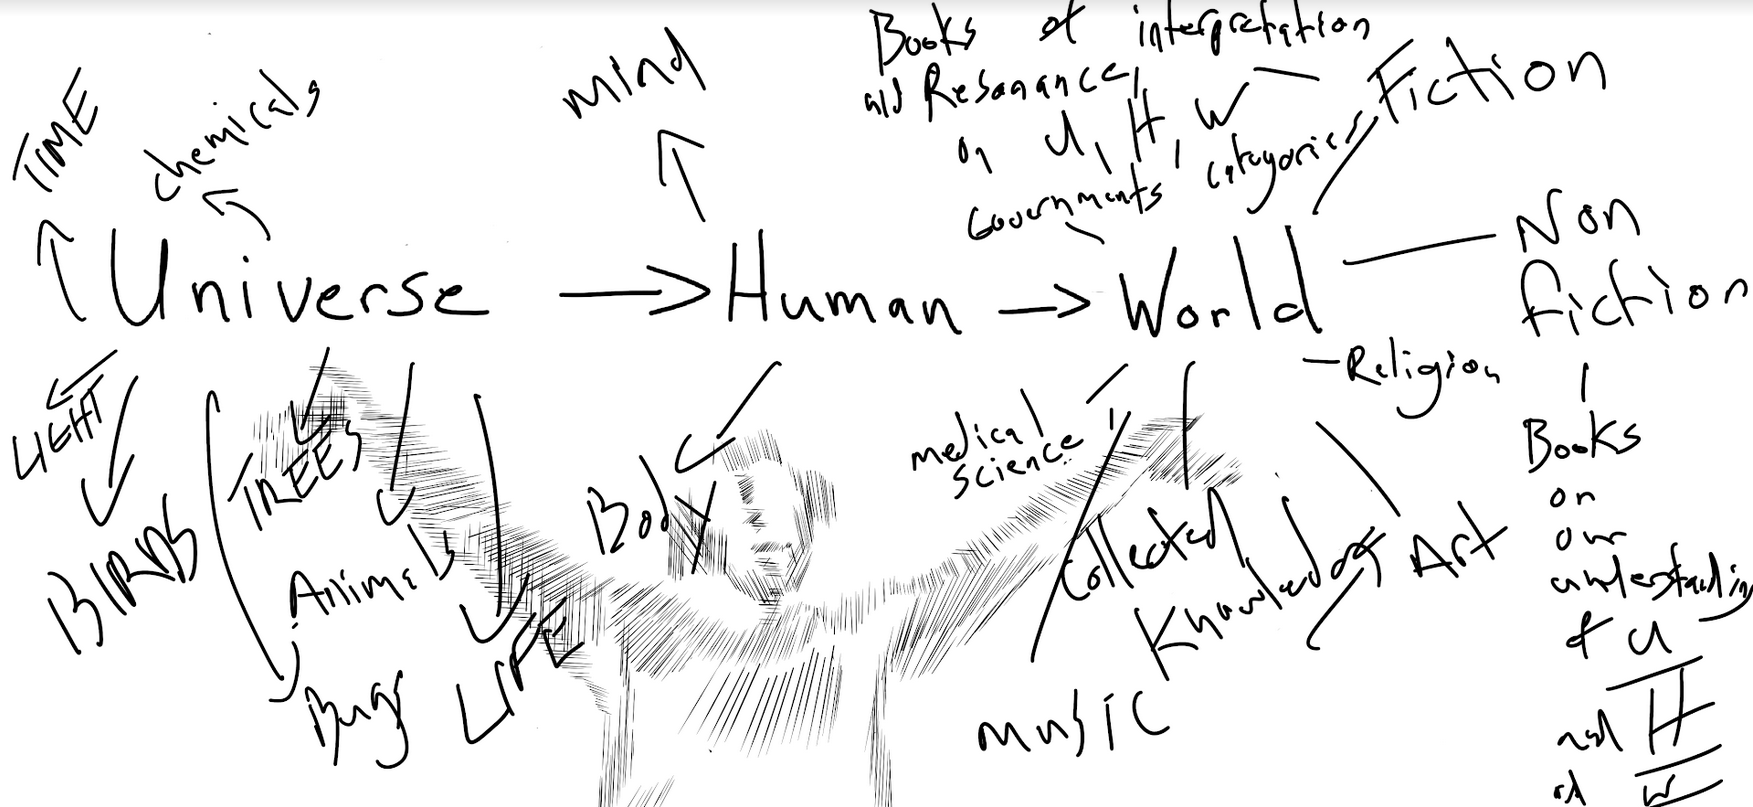 TIME
chemicals
mind
Books of interpretation
and Resonance
on U, H, W
Governments
categories
Fiction
Universe
Human
World
Non
fiction
Religion
LIGHT
BIRDS
TREES
Animals
Bugs
LIFE
Body
medical
science
Collected
Knowledge
music
Art
Books
on
our
understanding
of U
and H
W